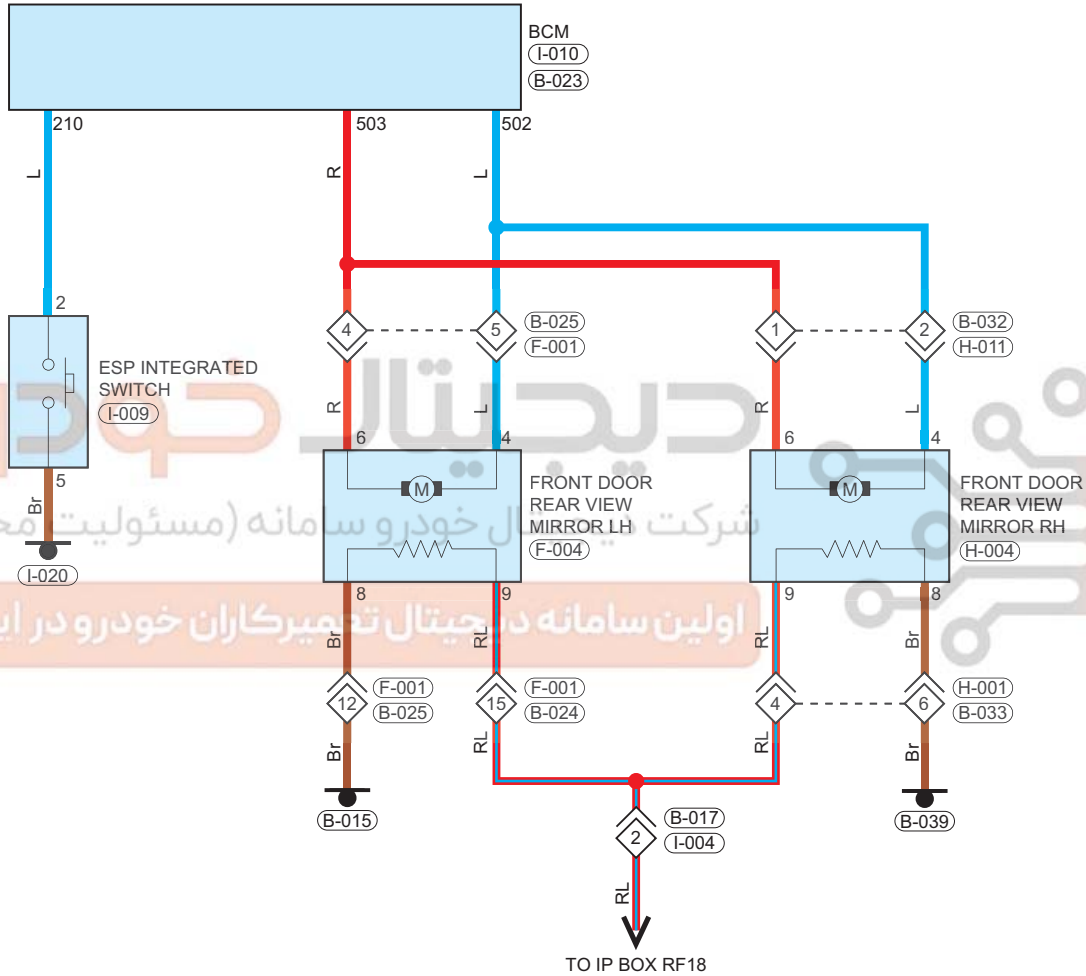 BCM
I-010
B-023
210
503
502
L
R
L
2
4
5
B-025
F-001
1
2
B-032
H-011
ESP INTEGRATED
SWITCH
I-009
R
L
R
L
دیجیتال خودرو
5
6
4
6
4
M
M
FRONT DOOR
REAR VIEW
MIRROR LH
F-004
FRONT DOOR
REAR VIEW
MIRROR RH
H-004
Br
شرکت دیجیتال خودرو سامانه (مسئولیت
I-020
8
9
9
8
اولین سامانه دیجیتال تعمیرکاران خودرو در
Br
RL
RL
Br
12
F-001
B-025
15
F-001
B-024
4
6
H-001
B-033
Br
RL
RL
Br
B-015
B-039
2
B-017
I-004
RL
TO IP BOX RF18